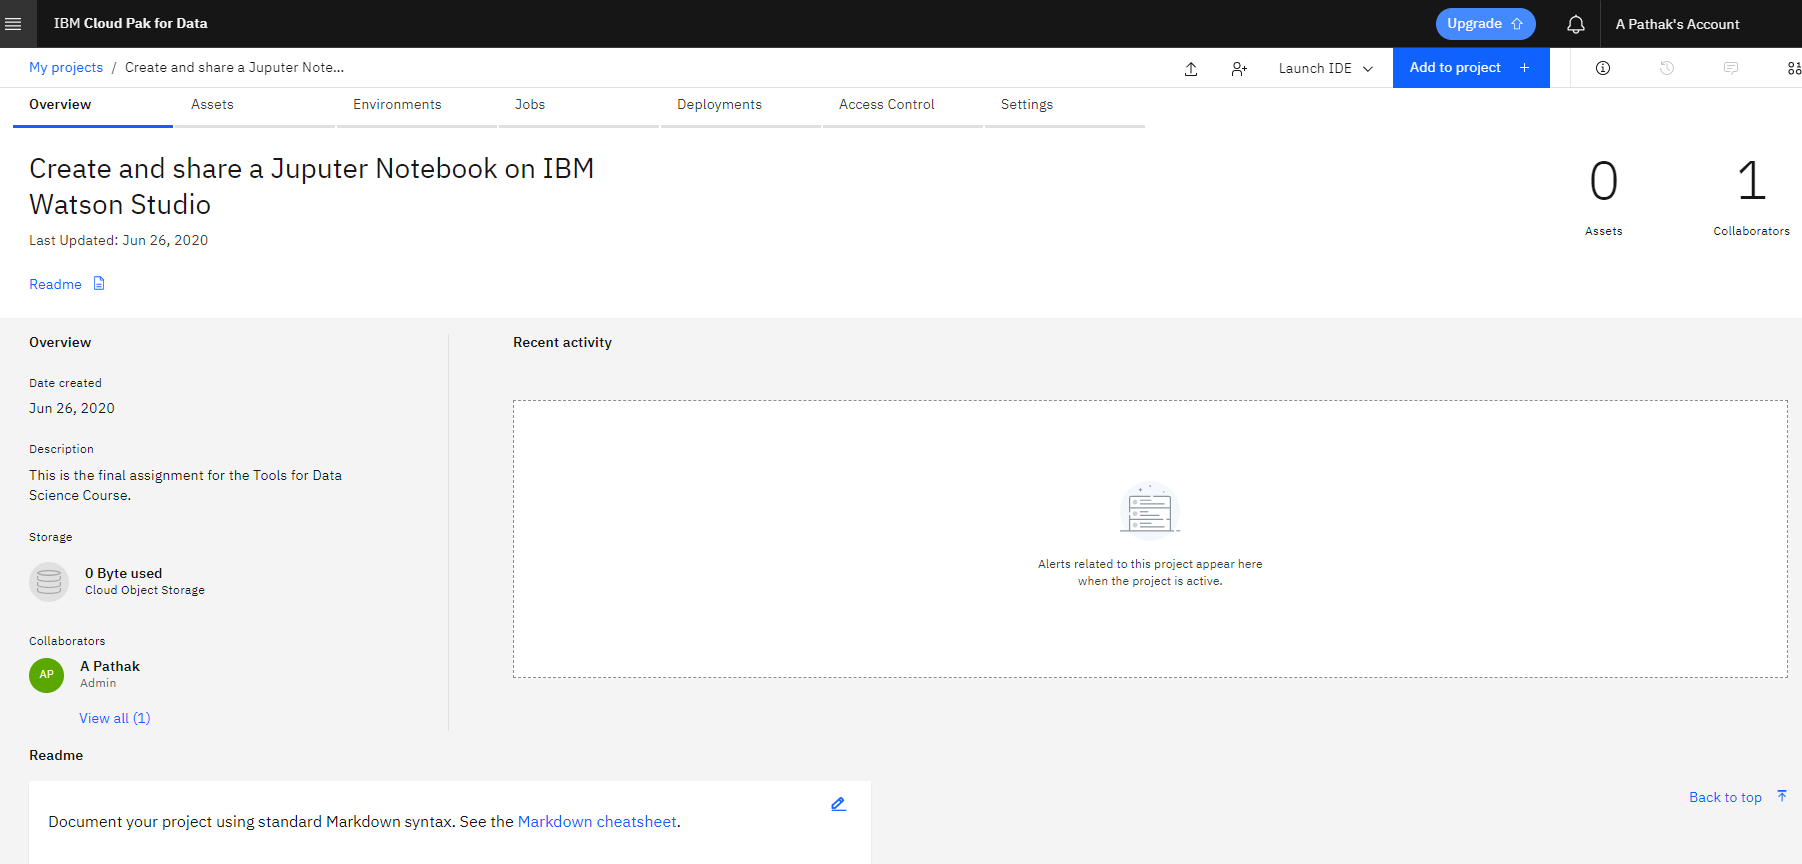 IBM Cloud Pak for Data
Upgrade
A Pathak's Account
My projects / Create and share a Juputer Note...
Launch IDE
Add to project +
Overview
Assets
Environments
Jobs
Deployments
Access Control
Settings
Create and share a Juputer Notebook on IBM
Watson Studio
Last Updated: Jun 26, 2020
Readme
0
Assets
1
Collaborators
Overview
Date created
Jun 26, 2020
Description
This is the final assignment for the Tools for Data
Science Course.
Storage
0 Byte used
Cloud Object Storage
Collaborators
AP
A Pathak
Admin
View all (1)
Recent activity
Alerts related to this project appear here
when the project is active.
Readme
Document your project using standard Markdown syntax. See the Markdown cheatsheet.
Back to top